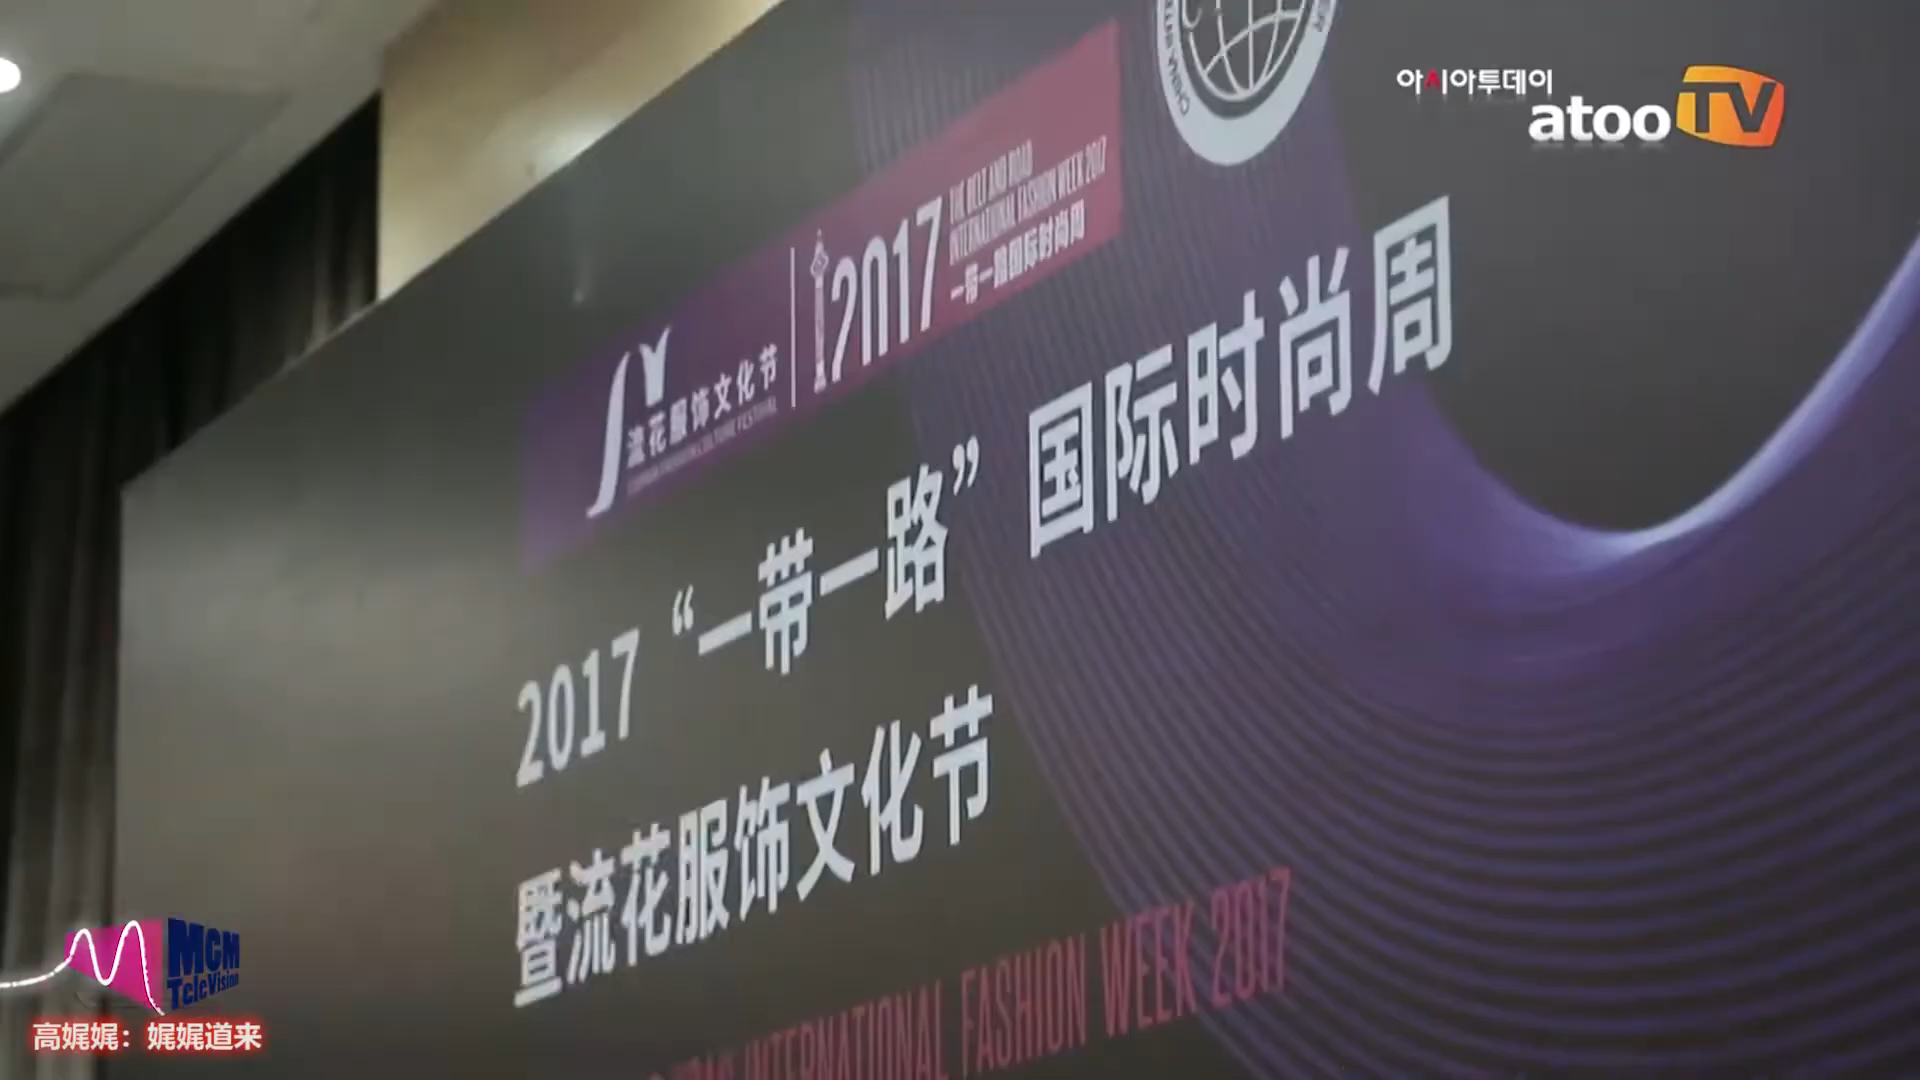 아시아투데이
atooTV
流花服饰文化节
2017
THE BELT AND ROAD
INTERNATIONAL FASHION WEEK 2017
一带一路国际时尚周
2017“一带一路”国际时尚周
暨流花服饰文化节
INTERNATIONAL FASHION WEEK 2017
MCM
TeleVision
高娓娓：娓娓道来